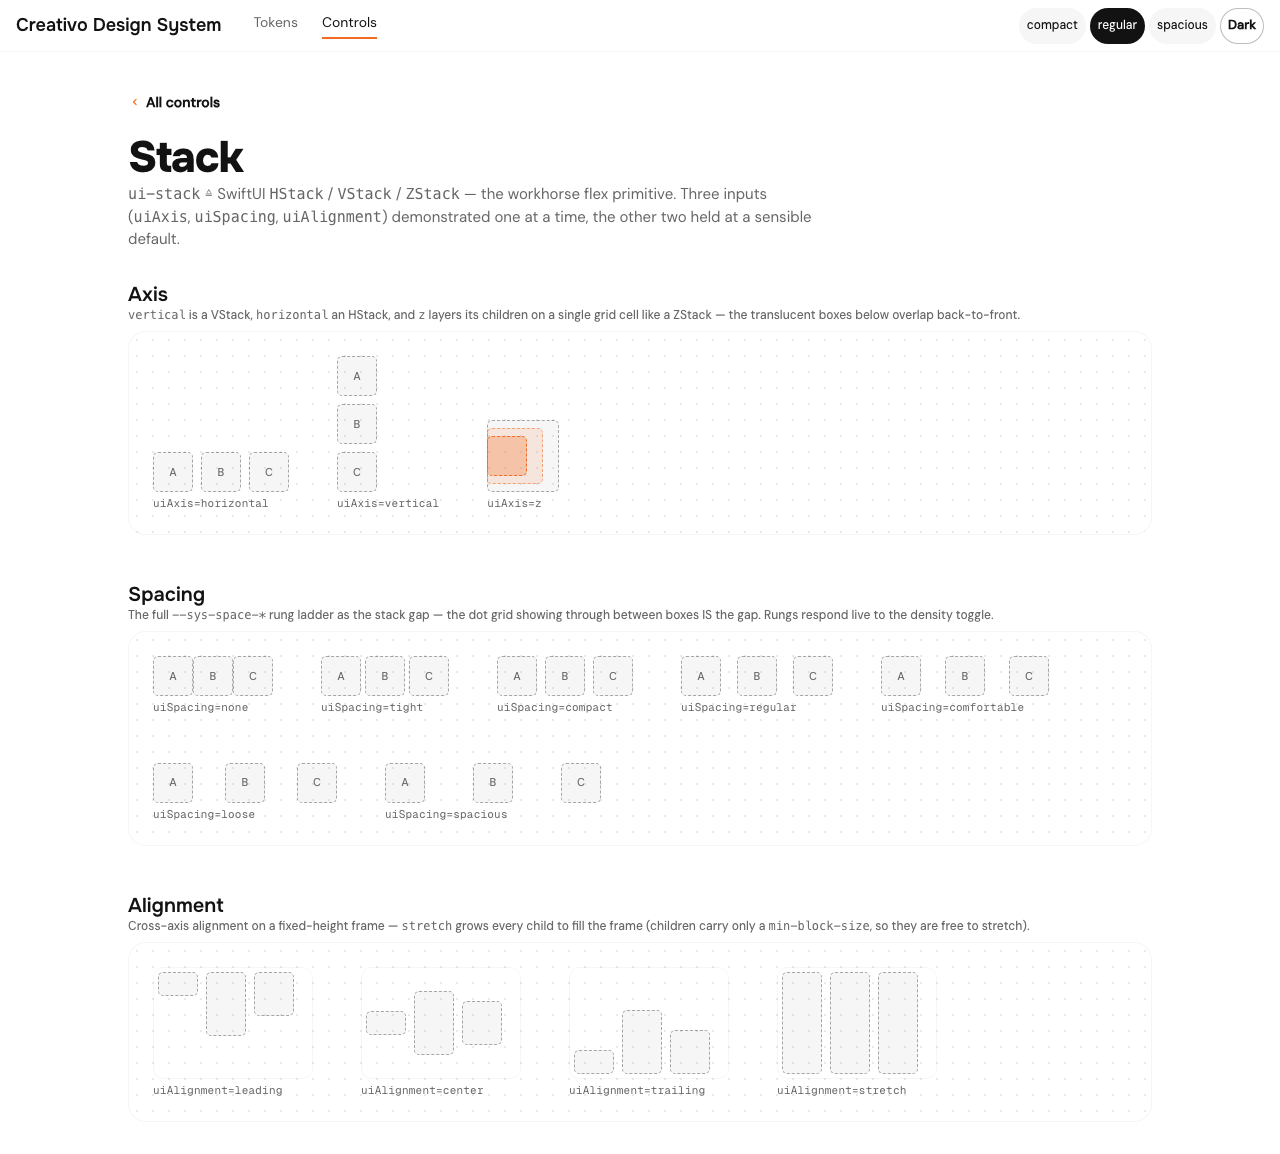 Creativo Design System Tokens Controls compact regular spacious Dark
‹ All controls
Stack
ui-stack ≙ SwiftUI HStack / VStack / ZStack — the workhorse flex primitive. Three inputs
(uiAxis, uiSpacing, uiAlignment) demonstrated one at a time, the other two held at a sensible
default.
Axis
vertical is a VStack, horizontal an HStack, and z layers its children on a single grid cell like a ZStack — the translucent boxes below overlap back-to-front.
A
B
A B C C
uiAxis=horizontal uiAxis=vertical uiAxis=z
Spacing
The full --sys-space-* rung ladder as the stack gap — the dot grid showing through between boxes IS the gap. Rungs respond live to the density toggle.
A B C A B C A B C A B C A B C
uiSpacing=none uiSpacing=tight uiSpacing=compact uiSpacing=regular uiSpacing=comfortable
A B C A B C
uiSpacing=loose uiSpacing=spacious
Alignment
Cross-axis alignment on a fixed-height frame — stretch grows every child to fill the frame (children carry only a min-block-size, so they are free to stretch).
uiAlignment=leading uiAlignment=center uiAlignment=trailing uiAlignment=stretch